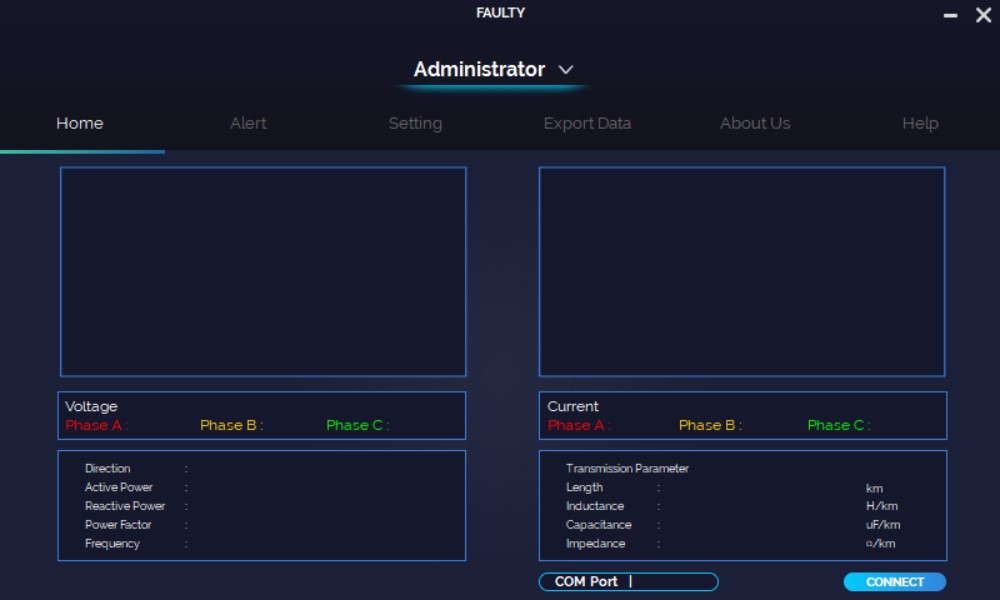 FAULTY
Administrator
Home Alert Setting Export Data About Us Help
Voltage
Phase A : Phase B : Phase C :
Current
Phase A : Phase B : Phase C :
Direction :
Active Power :
Reactive Power :
Power Factor :
Frequency :
Transmission Parameter
Length : km
Inductance : H/km
Capacitance : uF/km
Impedance : ¤/km
COM Port |
CONNECT